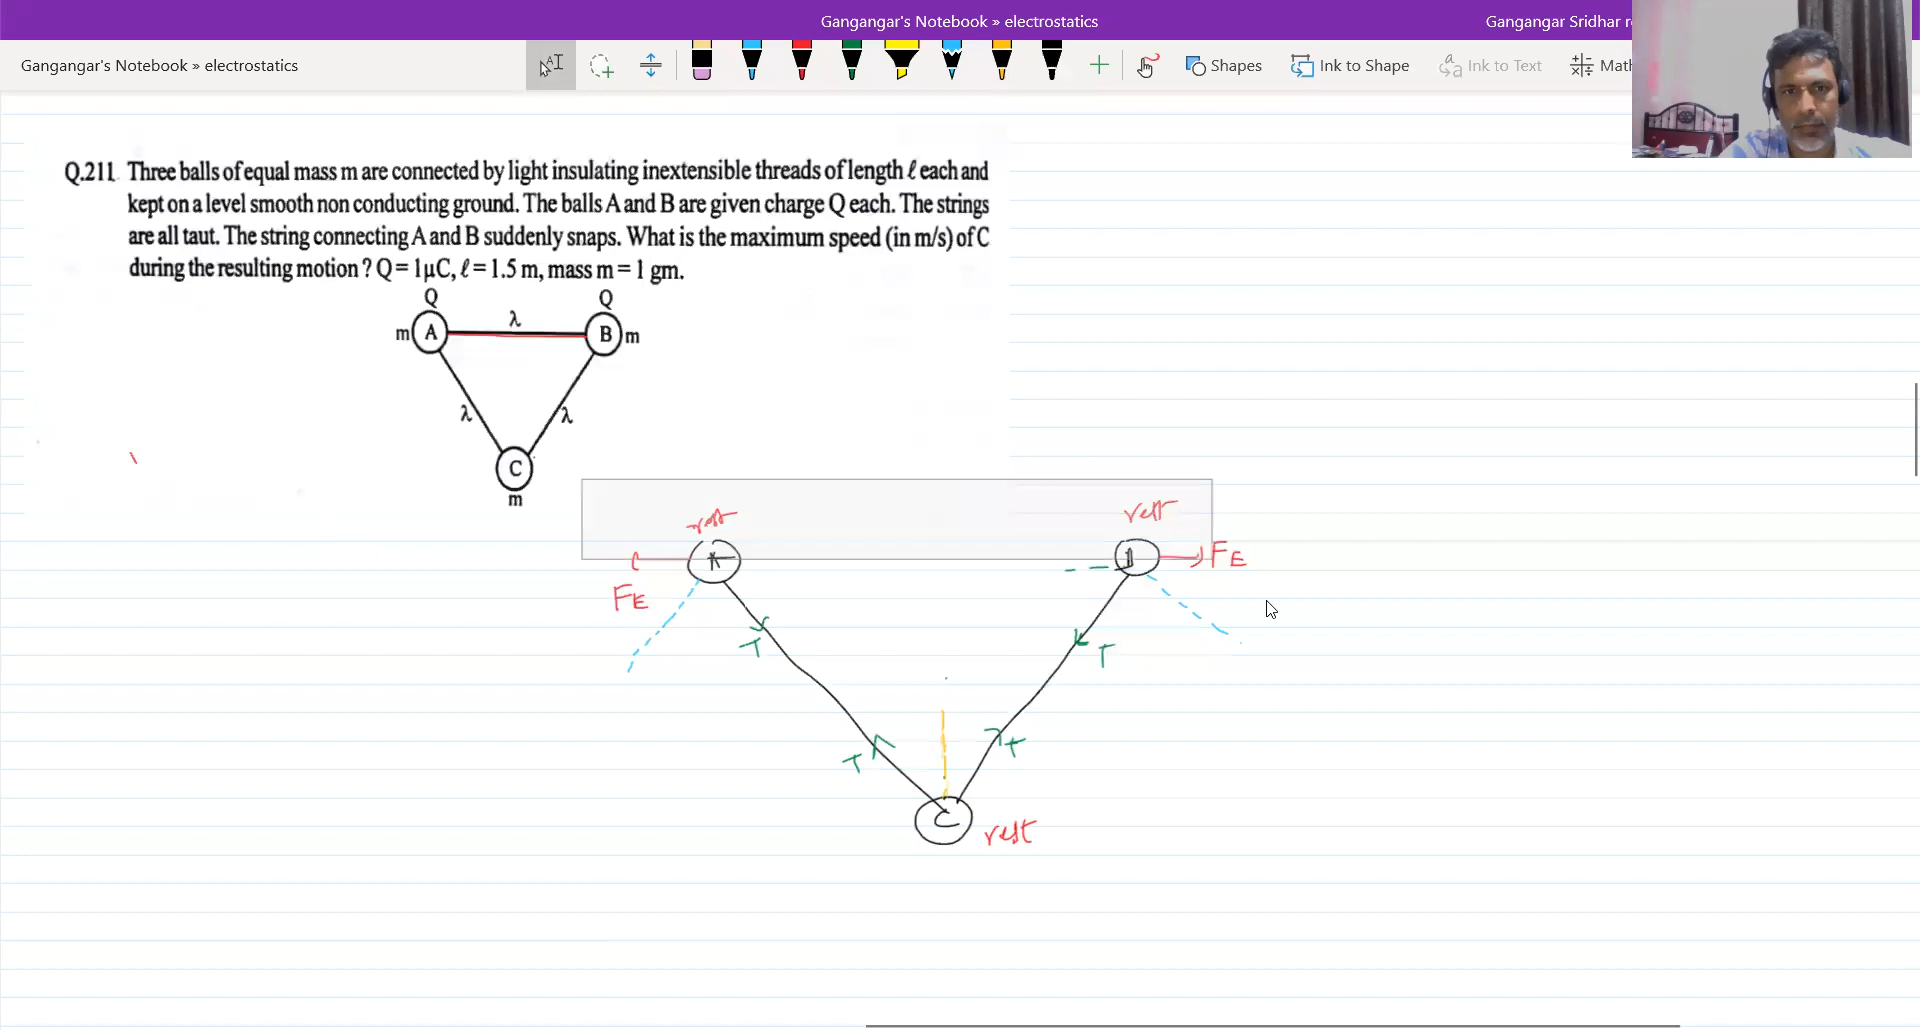 Gangangar's Notebook » electrostatics
Gangangar Sridhar
Gangangar's Notebook » electrostatics
Shapes
Ink to Shape
Ink to Text
Math
Q.211 Three balls of equal mass m are connected by light insulating inextensible threads of length ℓ each and
kept on a level smooth non conducting ground. The balls A and B are given charge Q each. The strings
are all taut. The string connecting A and B suddenly snaps. What is the maximum speed (in m/s) of C
during the resulting motion ? Q = 1μC, ℓ = 1.5 m, mass m = 1 gm.
Q Q
m A λ B m
λ λ
C
m
rest rest
A FE
FE
T T
T T
C rest